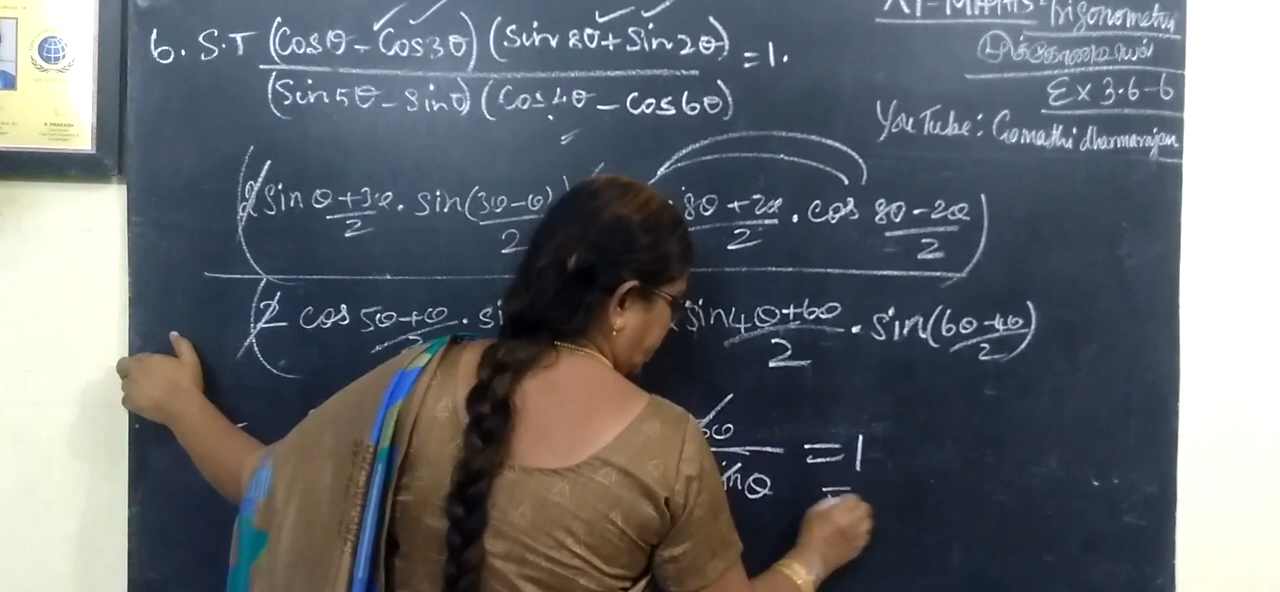 XI-MATHS-Trigonometry
6. S.T (Cosθ - Cos3θ) (Sin8θ + Sin2θ) = 1.
(Sin5θ - sinθ) (Cos4θ - Cos6θ)
Ex 3.6-6
YouTube: Gomathi dharmarajan
(2 sin θ+3θ/2 . sin(3θ-θ)/2 8θ+2θ/2 . cos 8θ-2θ/2)
(2 cos 5θ+θ . si sin 4θ+6θ/2 . sin(6θ-4θ/2)
= 1
inθ